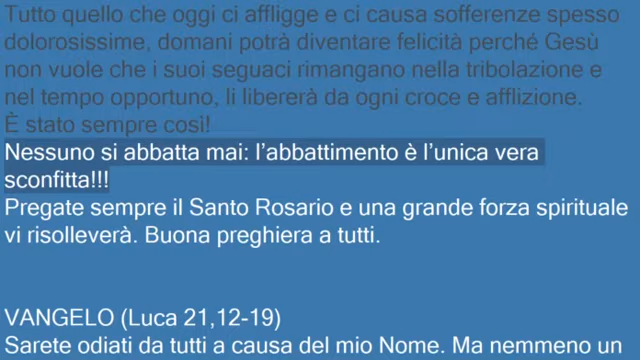 Tutto quello che oggi ci affligge e ci causa sofferenze spesso
dolorosissime, domani potrà diventare felicità perché Gesù
non vuole che i suoi seguaci rimangano nella tribolazione e
nel tempo opportuno, li libererà da ogni croce e afflizione.
È stato sempre così!
Nessuno si abbatta mai: l’abbattimento è l’unica vera
sconfitta!!!
Pregate sempre il Santo Rosario e una grande forza spirituale
vi risolleverà. Buona preghiera a tutti.
VANGELO (Luca 21,12-19)
Sarete odiati da tutti a causa del mio Nome. Ma nemmeno un